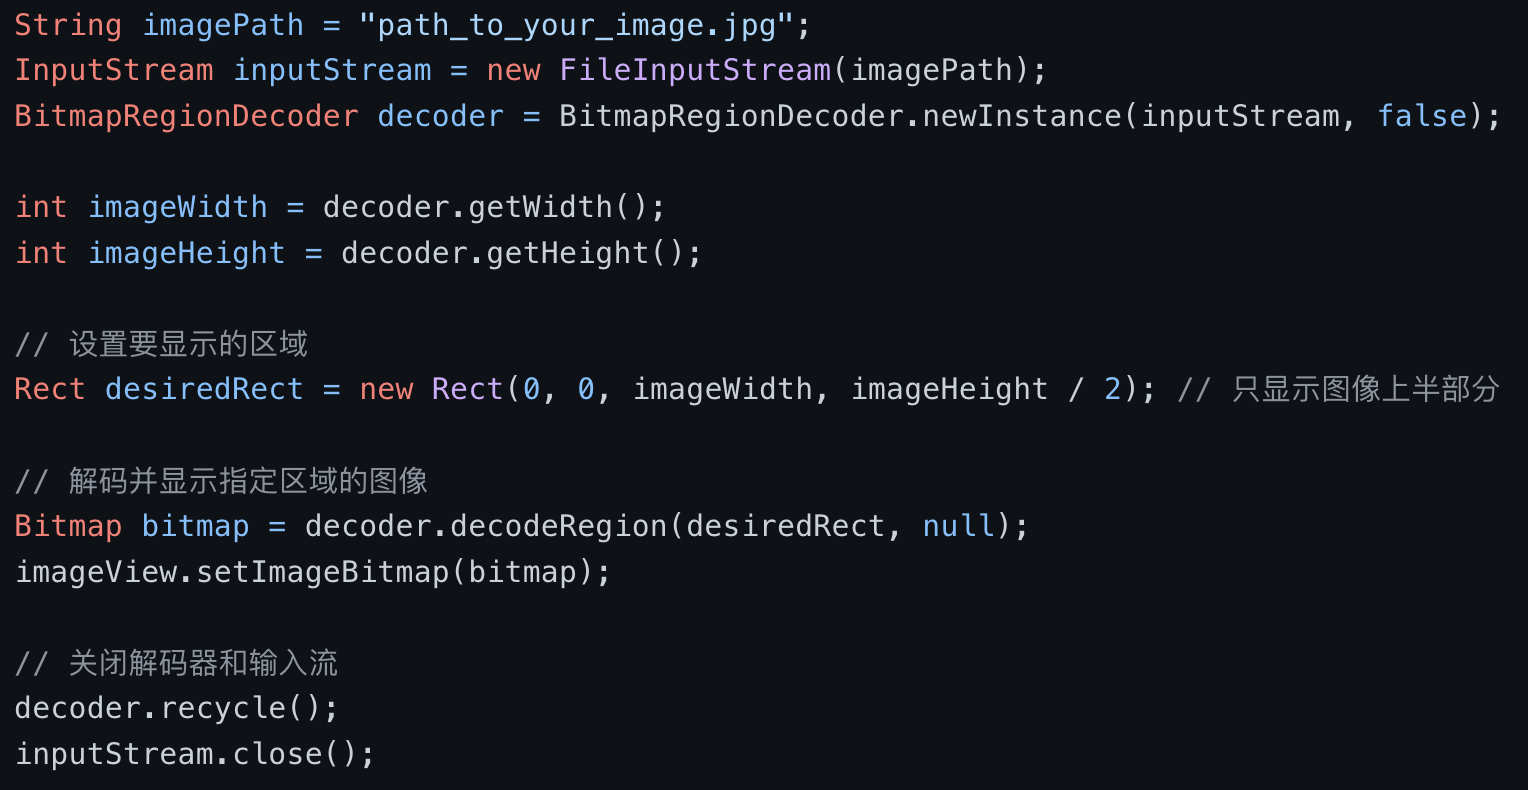 String imagePath = "path_to_your_image.jpg";
InputStream inputStream = new FileInputStream(imagePath);
BitmapRegionDecoder decoder = BitmapRegionDecoder.newInstance(inputStream, false);
int imageWidth = decoder.getWidth();
int imageHeight = decoder.getHeight();
// 设置要显示的区域
Rect desiredRect = new Rect(0, 0, imageWidth, imageHeight / 2); // 只显示图像上半部分
// 解码并显示指定区域的图像
Bitmap bitmap = decoder.decodeRegion(desiredRect, null);
imageView.setImageBitmap(bitmap);
// 关闭解码器和输入流
decoder.recycle();
inputStream.close();